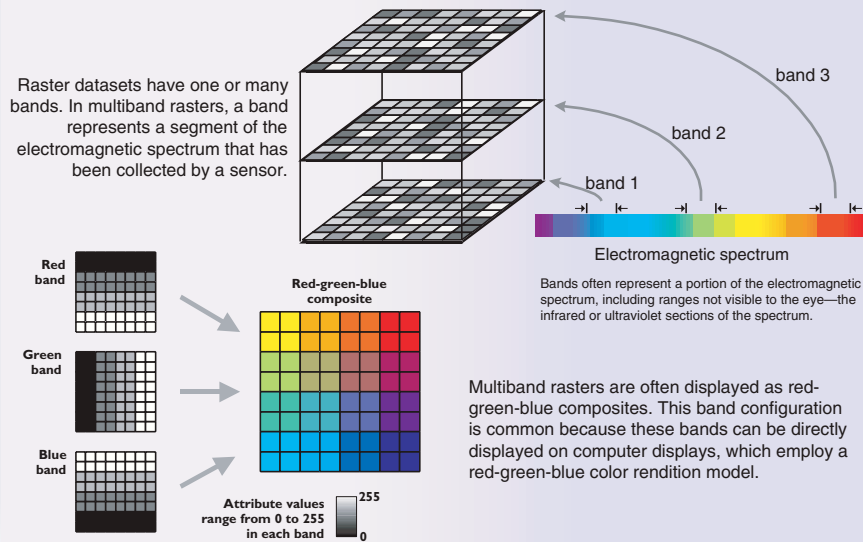 Raster datasets have one or many
bands. In multiband rasters, a band
represents a segment of the
electromagnetic spectrum that has
been collected by a sensor.
band 3
band 2
band 1
Electromagnetic spectrum
Bands often represent a portion of the electromagnetic
spectrum, including ranges not visible to the eye—the
infrared or ultraviolet sections of the spectrum.
Red
band
Green
band
Blue
band
Red-green-blue
composite
Attribute values
range from 0 to 255
in each band
255
0
Multiband rasters are often displayed as red-
green-blue composites. This band configuration
is common because these bands can be directly
displayed on computer displays, which employ a
red-green-blue color rendition model.